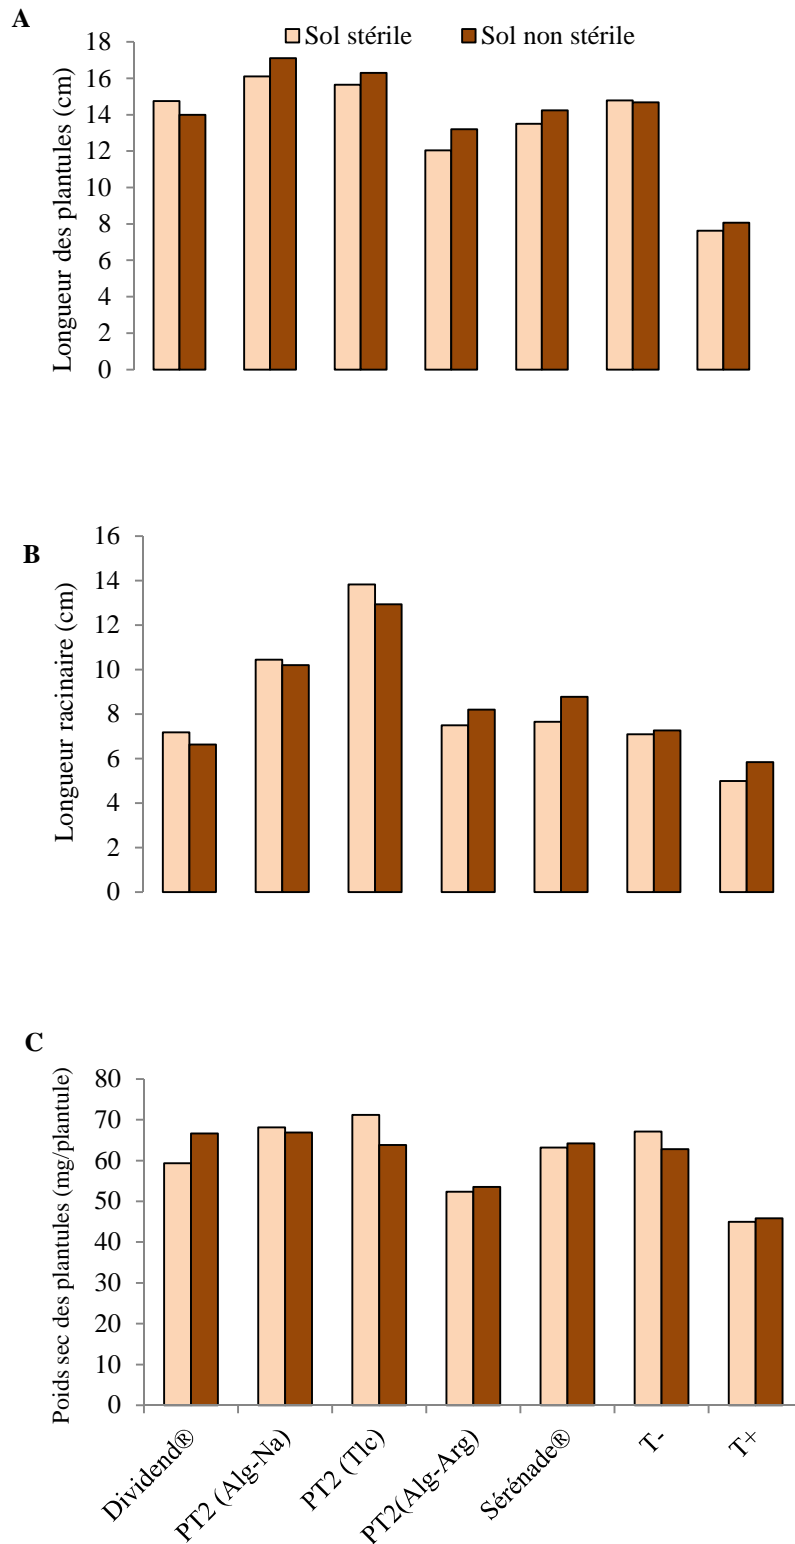 A
Sol stérile Sol non stérile
Longueur des plantules (cm)
18
16
14
12
10
8
6
4
2
0
B
Longueur racinaire (cm)
16
14
12
10
8
6
4
2
0
C
Poids sec des plantules (mg/plantule)
80
70
60
50
40
30
20
10
0
Dividend®
PT2 (Alg-Na)
PT2 (Tlc)
PT2(Alg-Arg)
Sérénade®
T-
T+